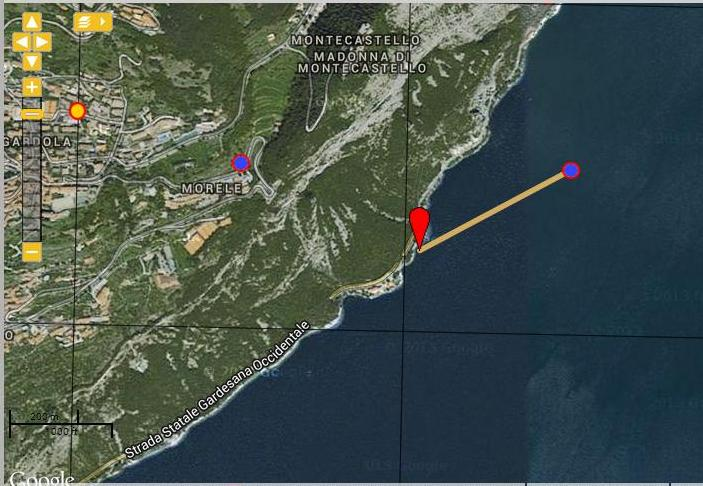 MONTECASTELLO
MADONNA DI
MONTECASTELLO
GARDOLA
MORELE
O
Strada Statale Gardesana Occidentale
200 m
1000 ft
Google